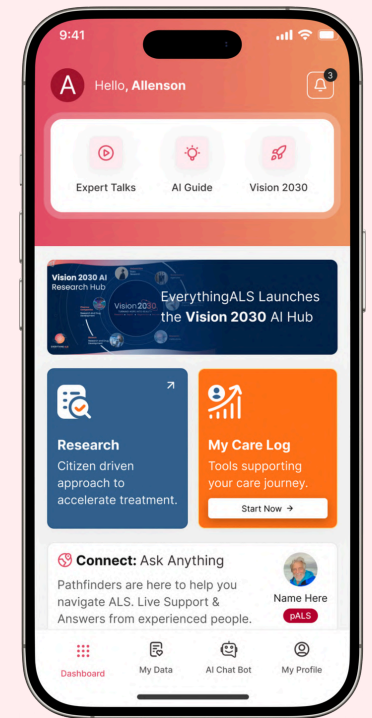 9:41
A
Hello, Allenson
3
Expert Talks
AI Guide
Vision 2030
Vision 2030 AI
Research Hub
Vision2030
EverythingALS Launches
the Vision 2030 AI Hub
Research
Citizen driven
approach to
accelerate treatment.
My Care Log
Tools supporting
your care journey.
Start Now →
Connect: Ask Anything
Pathfinders are here to help you
navigate ALS. Live Support &
Answers from experienced people.
Name Here
pALS
Dashboard
My Data
AI Chat Bot
My Profile